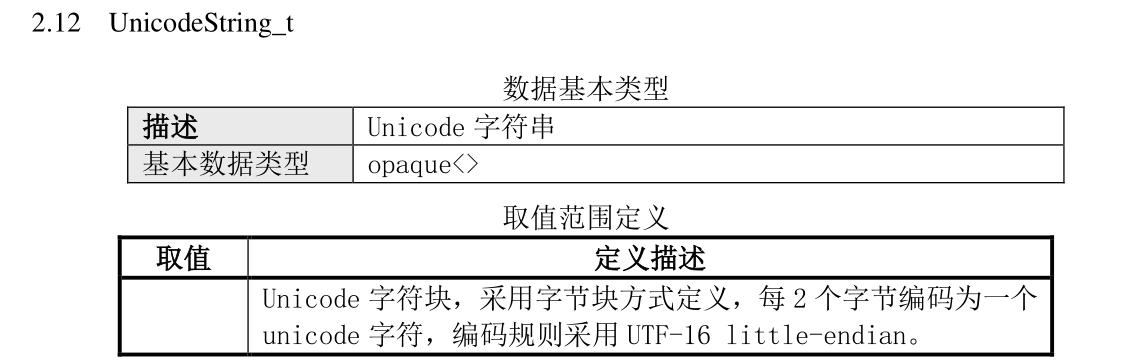 2.12 UnicodeString_t
数据基本类型
描述 Unicode 字符串
基本数据类型 opaque<>
取值范围定义
取值 定义描述
Unicode 字符块，采用字节块方式定义，每 2 个字节编码为一个
unicode 字符，编码规则采用 UTF-16 little-endian。